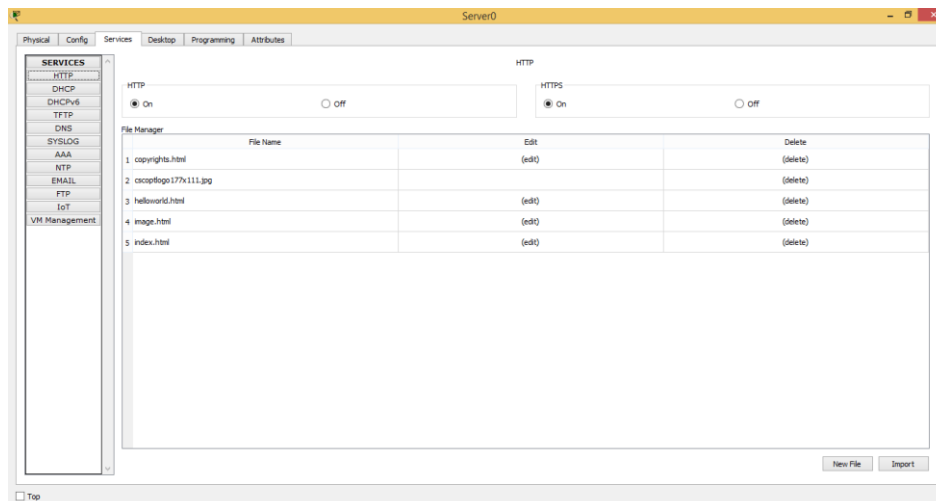 Server0
Physical Config Services Desktop Programming Attributes
SERVICES
HTTP
DHCP
DHCPv6
TFTP
DNS
SYSLOG
AAA
NTP
EMAIL
FTP
IoT
VM Management
HTTP
HTTP
On Off
HTTPS
On Off
File Manager
File Name Edit Delete
1 copyrights.html (edit) (delete)
2 cscoptlogo177x111.jpg (delete)
3 helloworld.html (edit) (delete)
4 image.html (edit) (delete)
5 index.html (edit) (delete)
New File Import
Top